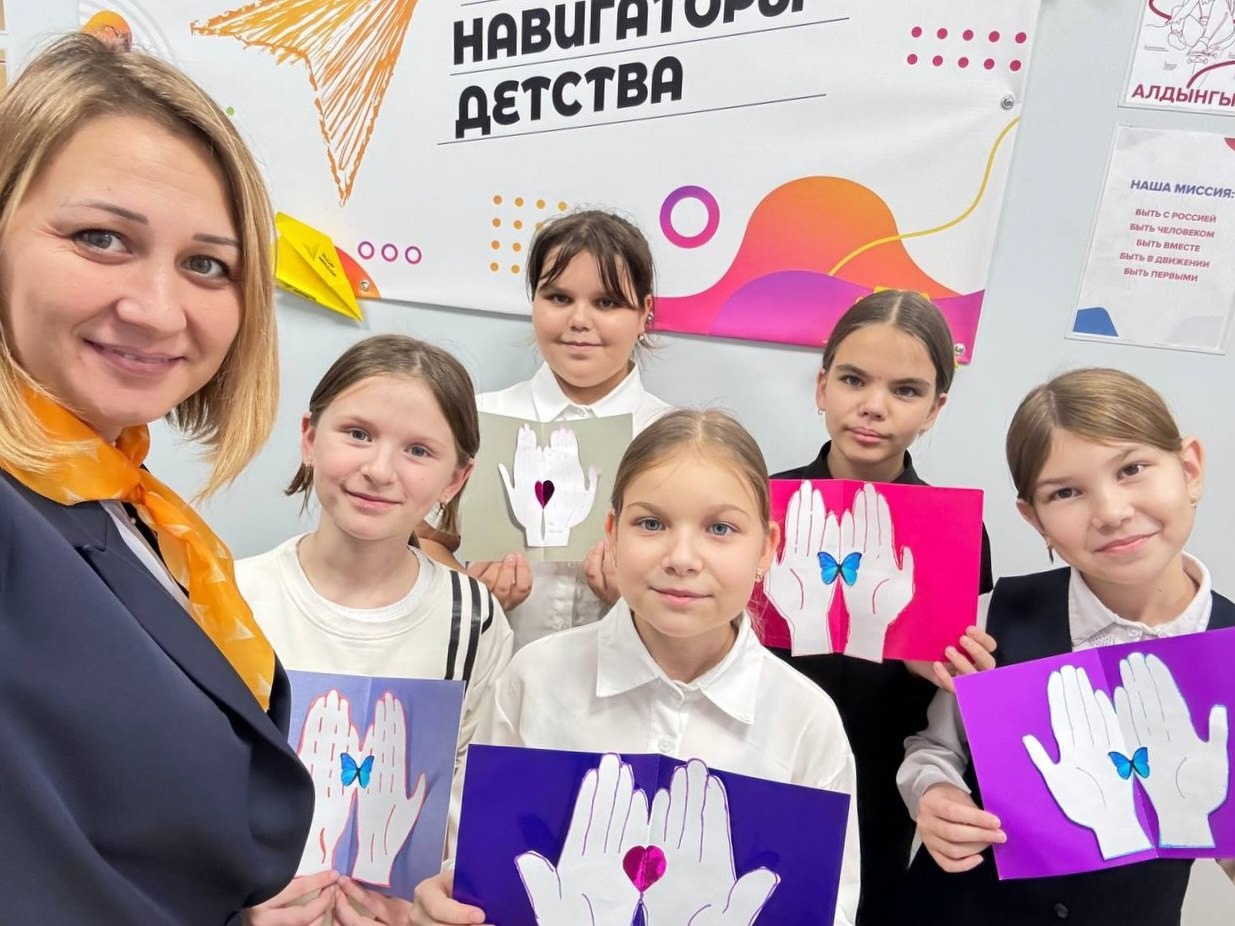 НАВИГАТОРЫ
ДЕТСТВА
АЛДЫНГЫ
НАША МИССИЯ:
БЫТЬ С РОССИЕЙ
БЫТЬ ЧЕЛОВЕКОМ
БЫТЬ ВМЕСТЕ
БЫТЬ В ДВИЖЕНИИ
БЫТЬ ПЕРВЫМИ